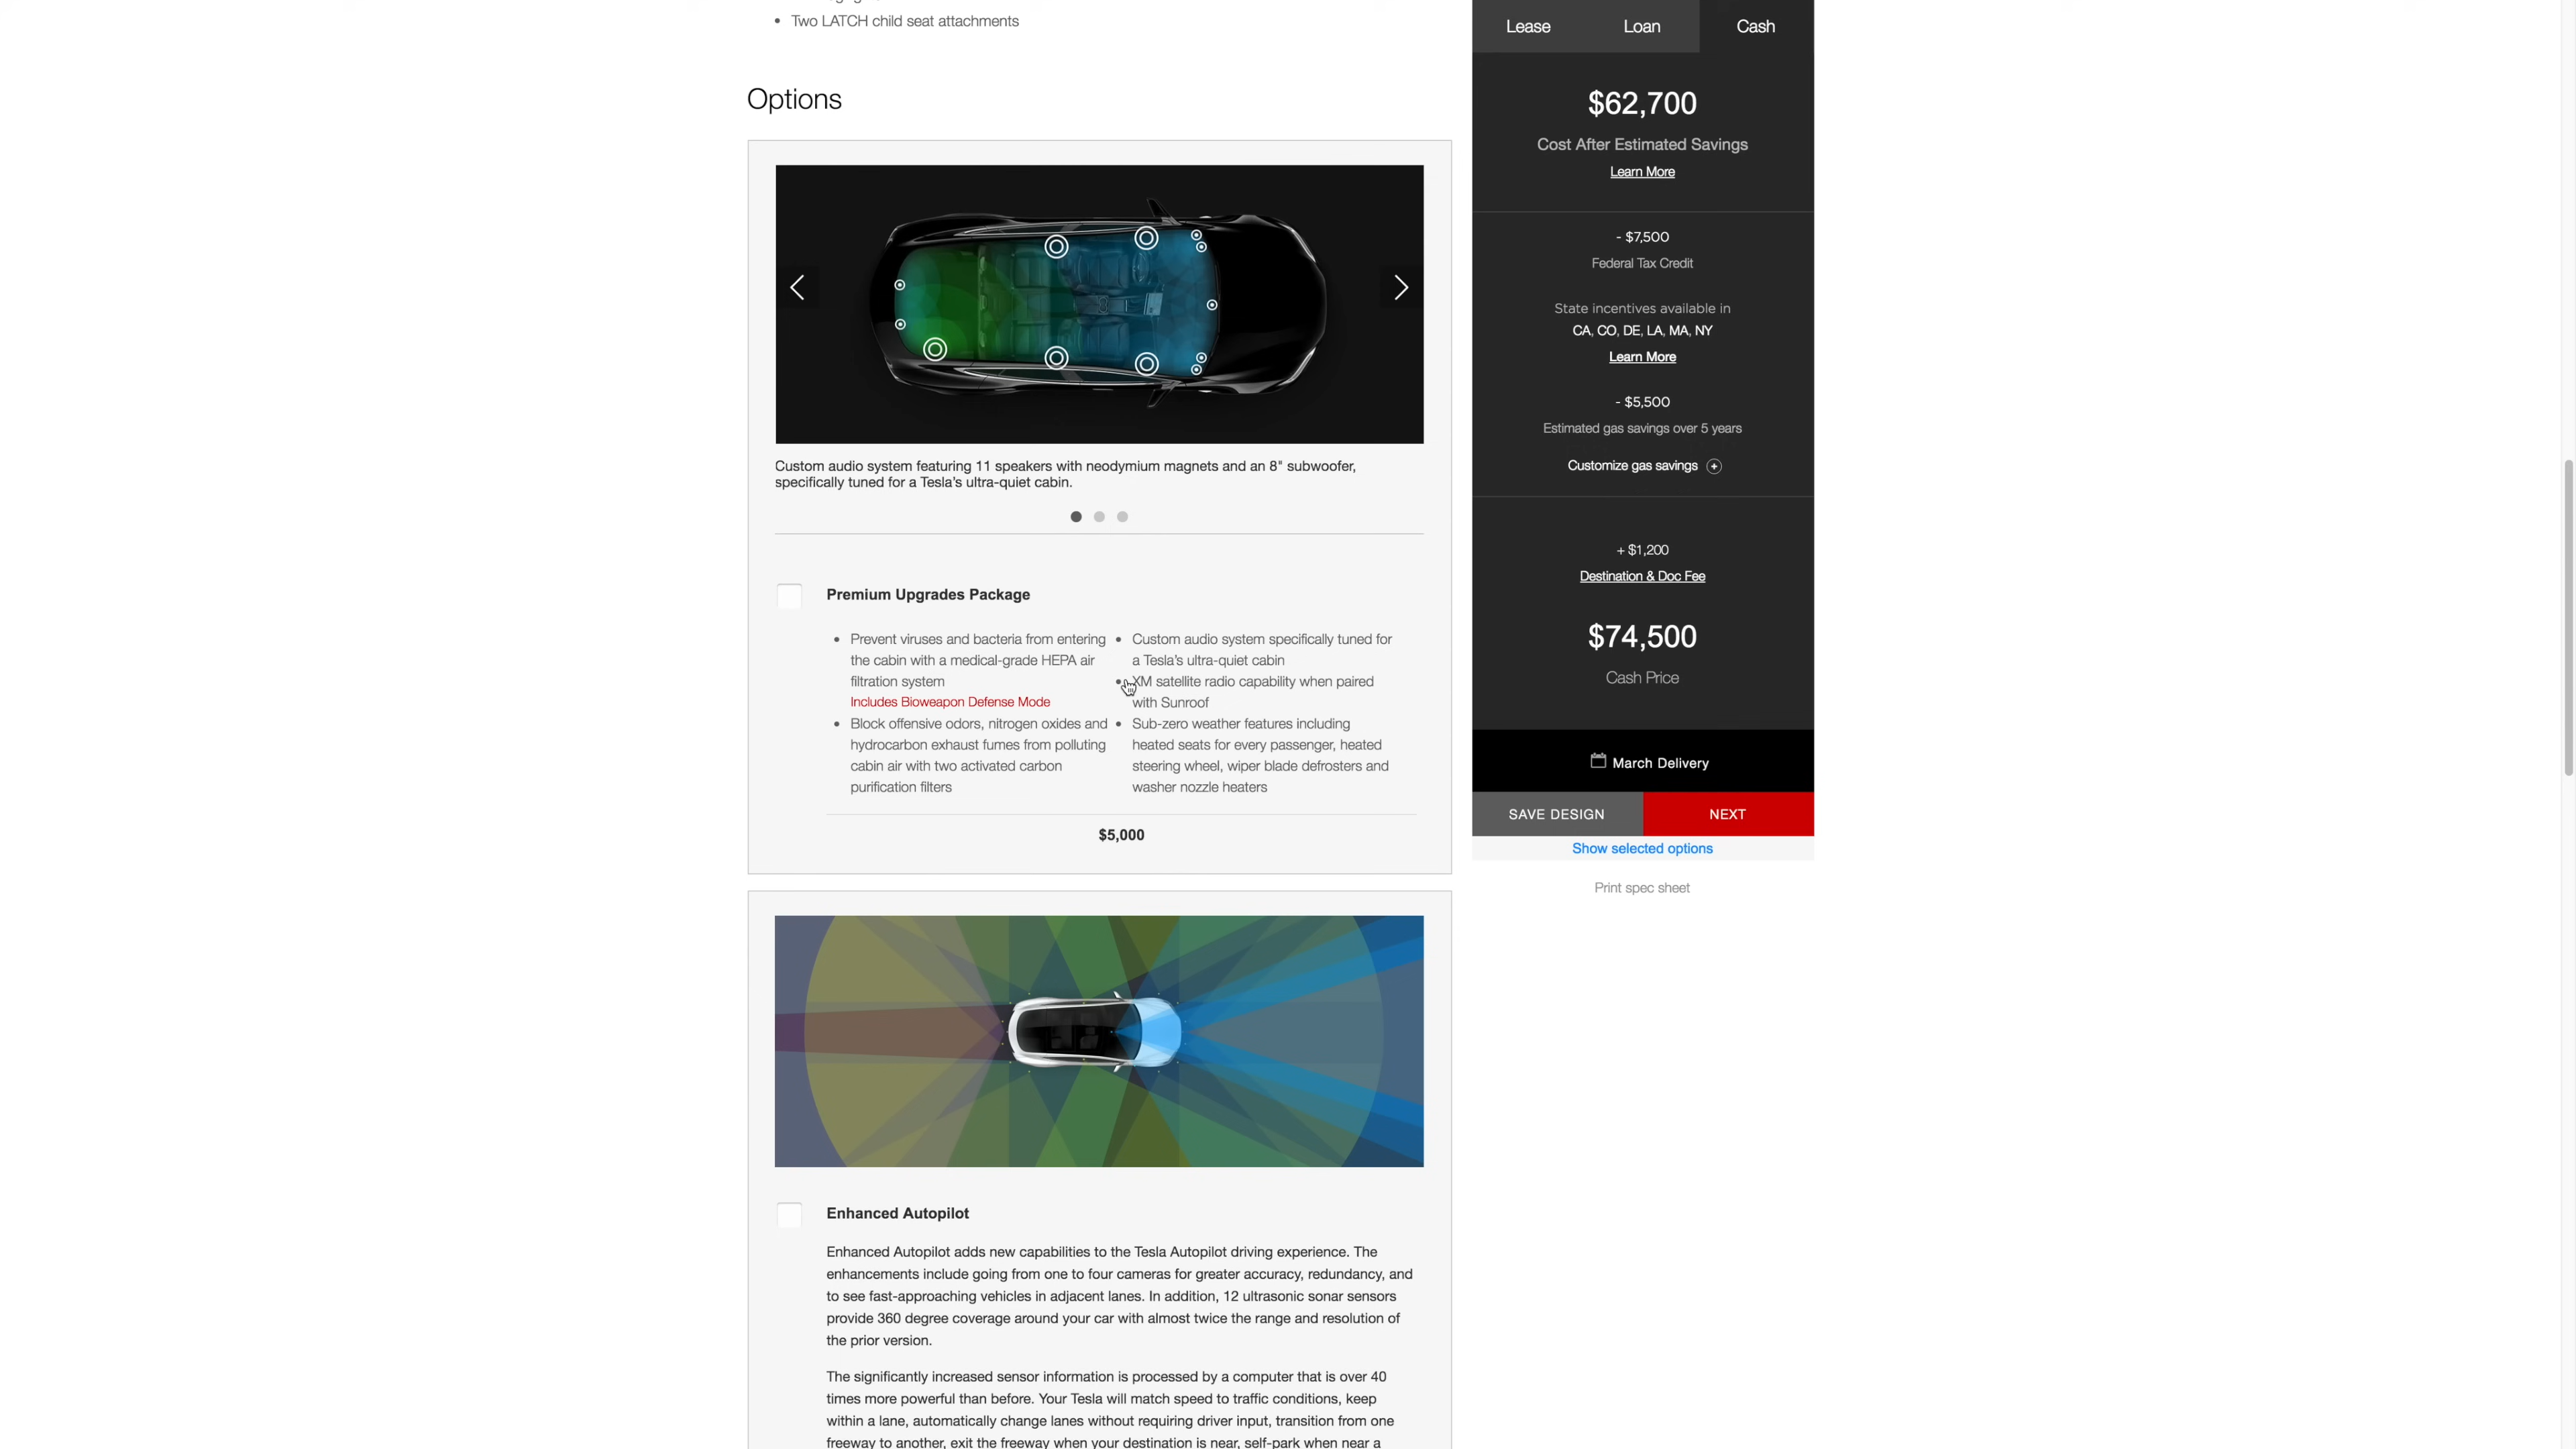 Two LATCH child seat attachments
Options
Custom audio system featuring 11 speakers with neodymium magnets and an 8" subwoofer,
specifically tuned for a Tesla's ultra-quiet cabin.
Premium Upgrades Package
Prevent viruses and bacteria from entering
the cabin with a medical-grade HEPA air
filtration system
Includes Bioweapon Defense Mode
Block offensive odors, nitrogen oxides and
hydrocarbon exhaust fumes from polluting
cabin air with two activated carbon
purification filters
Custom audio system specifically tuned for
a Tesla's ultra-quiet cabin
XM satellite radio capability when paired
with Sunroof
Sub-zero weather features including
heated seats for every passenger, heated
steering wheel, wiper blade defrosters and
washer nozzle heaters
$5,000
Enhanced Autopilot
Enhanced Autopilot adds new capabilities to the Tesla Autopilot driving experience. The
enhancements include going from one to four cameras for greater accuracy, redundancy, and
to see fast-approaching vehicles in adjacent lanes. In addition, 12 ultrasonic sonar sensors
provide 360 degree coverage around your car with almost twice the range and resolution of
the prior version.
The significantly increased sensor information is processed by a computer that is over 40
times more powerful than before. Your Tesla will match speed to traffic conditions, keep
within a lane, automatically change lanes without requiring driver input, transition from one
freeway to another, exit the freeway when your destination is near, self-park when near a
Lease
Loan
Cash
$62,700
Cost After Estimated Savings
Learn More
- $7,500
Federal Tax Credit
State incentives available in
CA, CO, DE, LA, MA, NY
Learn More
- $5,500
Estimated gas savings over 5 years
Customize gas savings
+ $1,200
Destination & Doc Fee
$74,500
Cash Price
March Delivery
SAVE DESIGN
NEXT
Show selected options
Print spec sheet